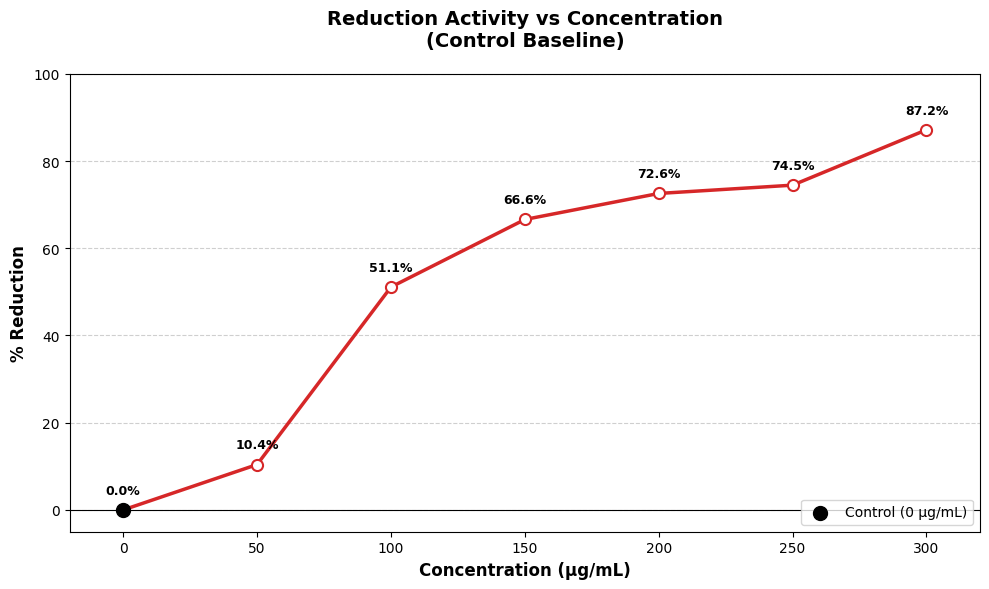 Reduction Activity vs Concentration
(Control Baseline)
% Reduction
100
80
60
40
20
0
0.0%
10.4%
51.1%
66.6%
72.6%
74.5%
87.2%
Control (0 µg/mL)
0 50 100 150 200 250 300
Concentration (µg/mL)